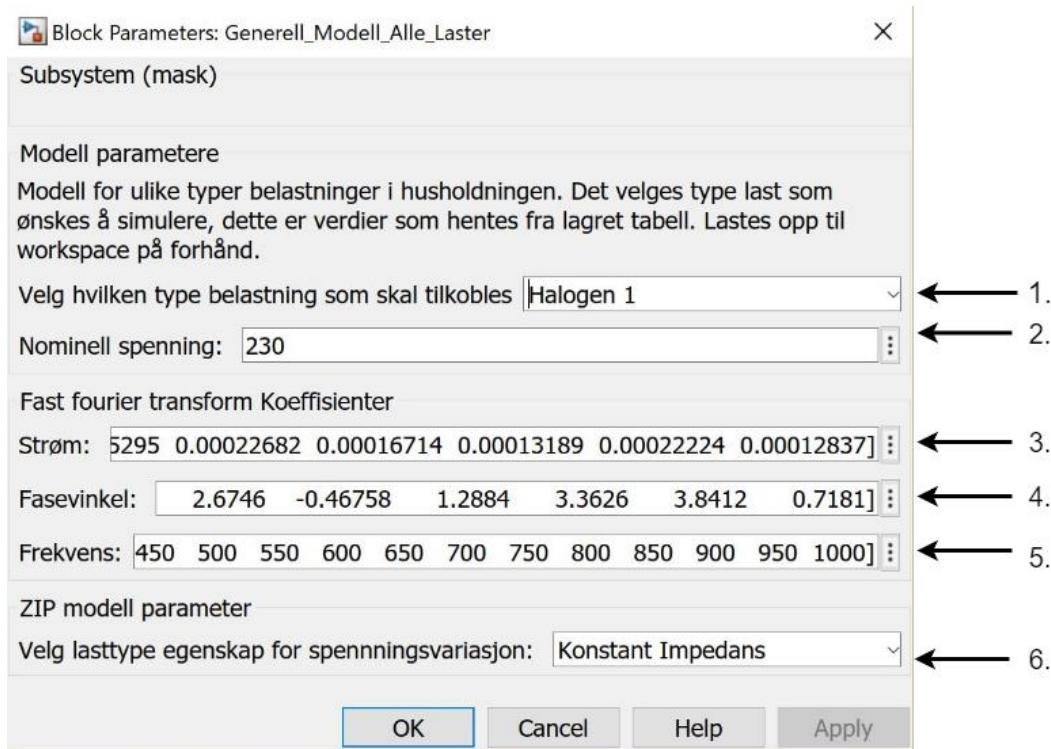 Block Parameters: Generell_Modell_Alle_Laster
Subsystem (mask)
Modell parametere
Modell for ulike typer belastninger i husholdningen. Det velges type last som
ønskes å simulere, dette er verdier som hentes fra lagret tabell. Lastes opp til
workspace på forhånd.
Velg hvilken type belastning som skal tilkobles Halogen 1 1.
Nominell spenning: 230 2.
Fast fourier transform Koeffisienter
Strøm: 5295 0.00022682 0.00016714 0.00013189 0.00022224 0.00012837] 3.
Fasevinkel: 2.6746 -0.46758 1.2884 3.3626 3.8412 0.7181] 4.
Frekvens: 450 500 550 600 650 700 750 800 850 900 950 1000] 5.
ZIP modell parameter
Velg lasttype egenskap for spennningsvariasjon: Konstant Impedans 6.
OK Cancel Help Apply